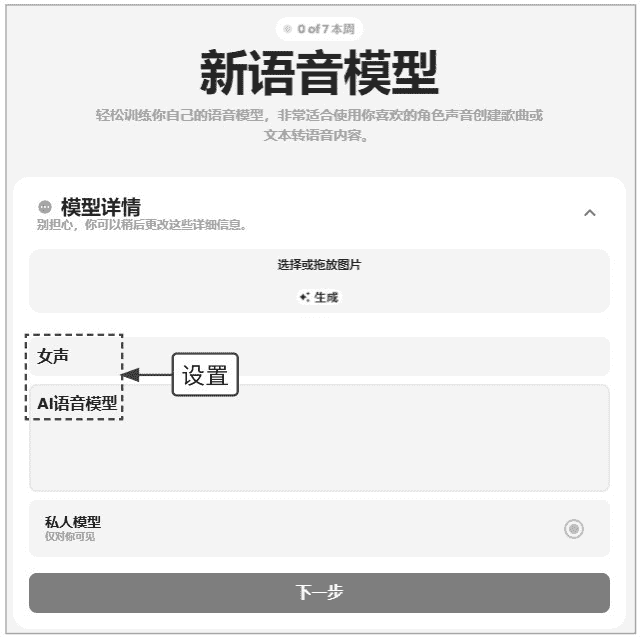 0 of 7 本周
新语音模型
轻松训练你自己的语音模型，非常适合使用你喜欢的角色声音创建歌曲或
文本转语音内容。
模型详情
别担心，你可以稍后更改这些详细信息。
选择或拖放图片
生成
女声
设置
AI语音模型
私人模型
仅对你可见
下一步